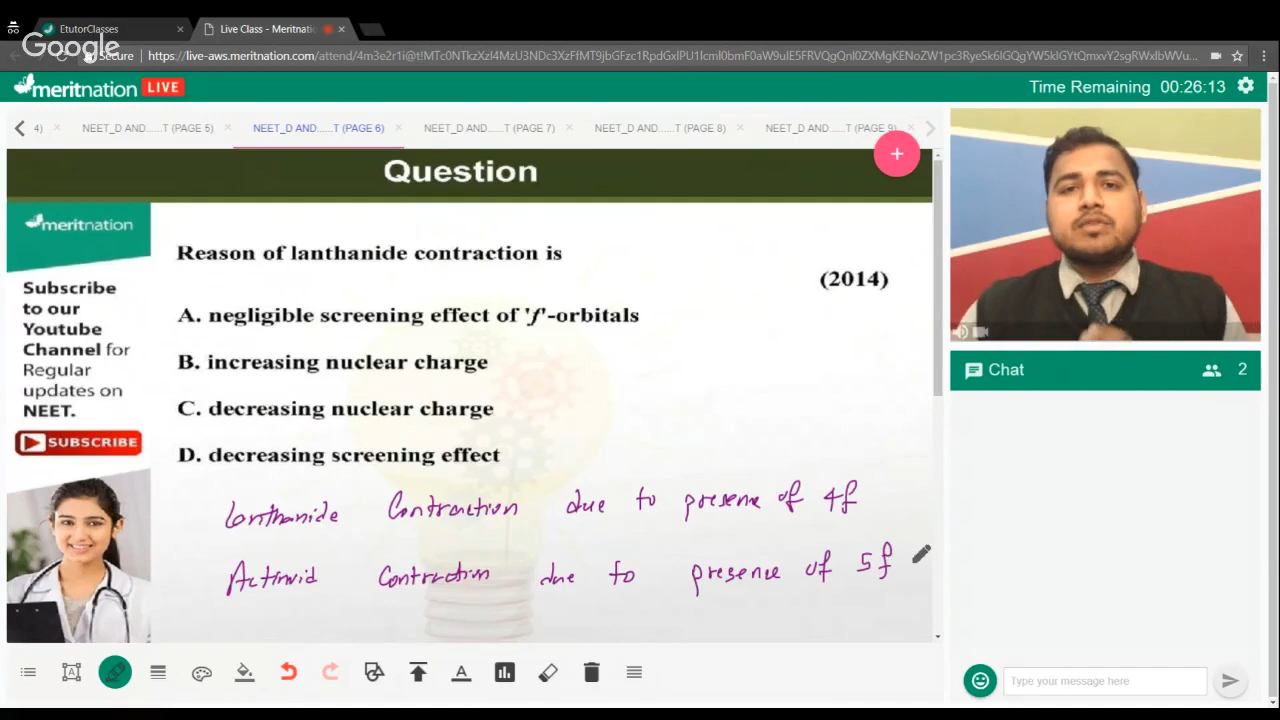 EtutorClasses
Live Class - Meritnatio
Google
Secure
https://live-aws.meritnation.com
meritnation LIVE
Time Remaining 00:26:13
4)
NEET_D AND......T (PAGE 5)
NEET_D AND......T (PAGE 6)
NEET_D AND......T (PAGE 7)
NEET_D AND......T (PAGE 8)
NEET_D AND......T (PAGE 9)
Question
meritnation
Subscribe
to our
Youtube
Channel for
Regular
updates on
NEET.
SUBSCRIBE
Reason of lanthanide contraction is
(2014)
A. negligible screening effect of 'f'-orbitals
B. increasing nuclear charge
C. decreasing nuclear charge
D. decreasing screening effect
Lanthanide Contraction due to presence of 4f
Actinoid Contraction due to presence of 5f
Chat
2
Type your message here